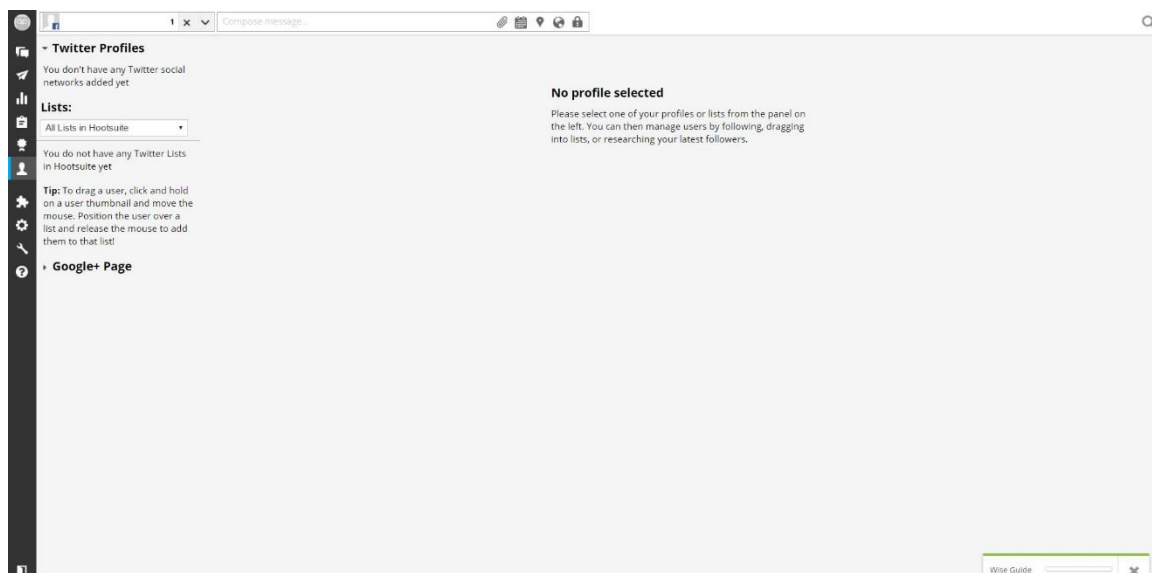 1
Compose message...
Twitter Profiles
You don't have any Twitter social
networks added yet
Lists:
All Lists in Hootsuite
You do not have any Twitter Lists
in Hootsuite yet
Tip: To drag a user, click and hold
on a user thumbnail and move the
mouse. Position the user over a
list and release the mouse to add
them to that list!
Google+ Page
No profile selected
Please select one of your profiles or lists from the panel on
the left. You can then manage users by following, dragging
into lists, or researching your latest followers.
Wise Guide